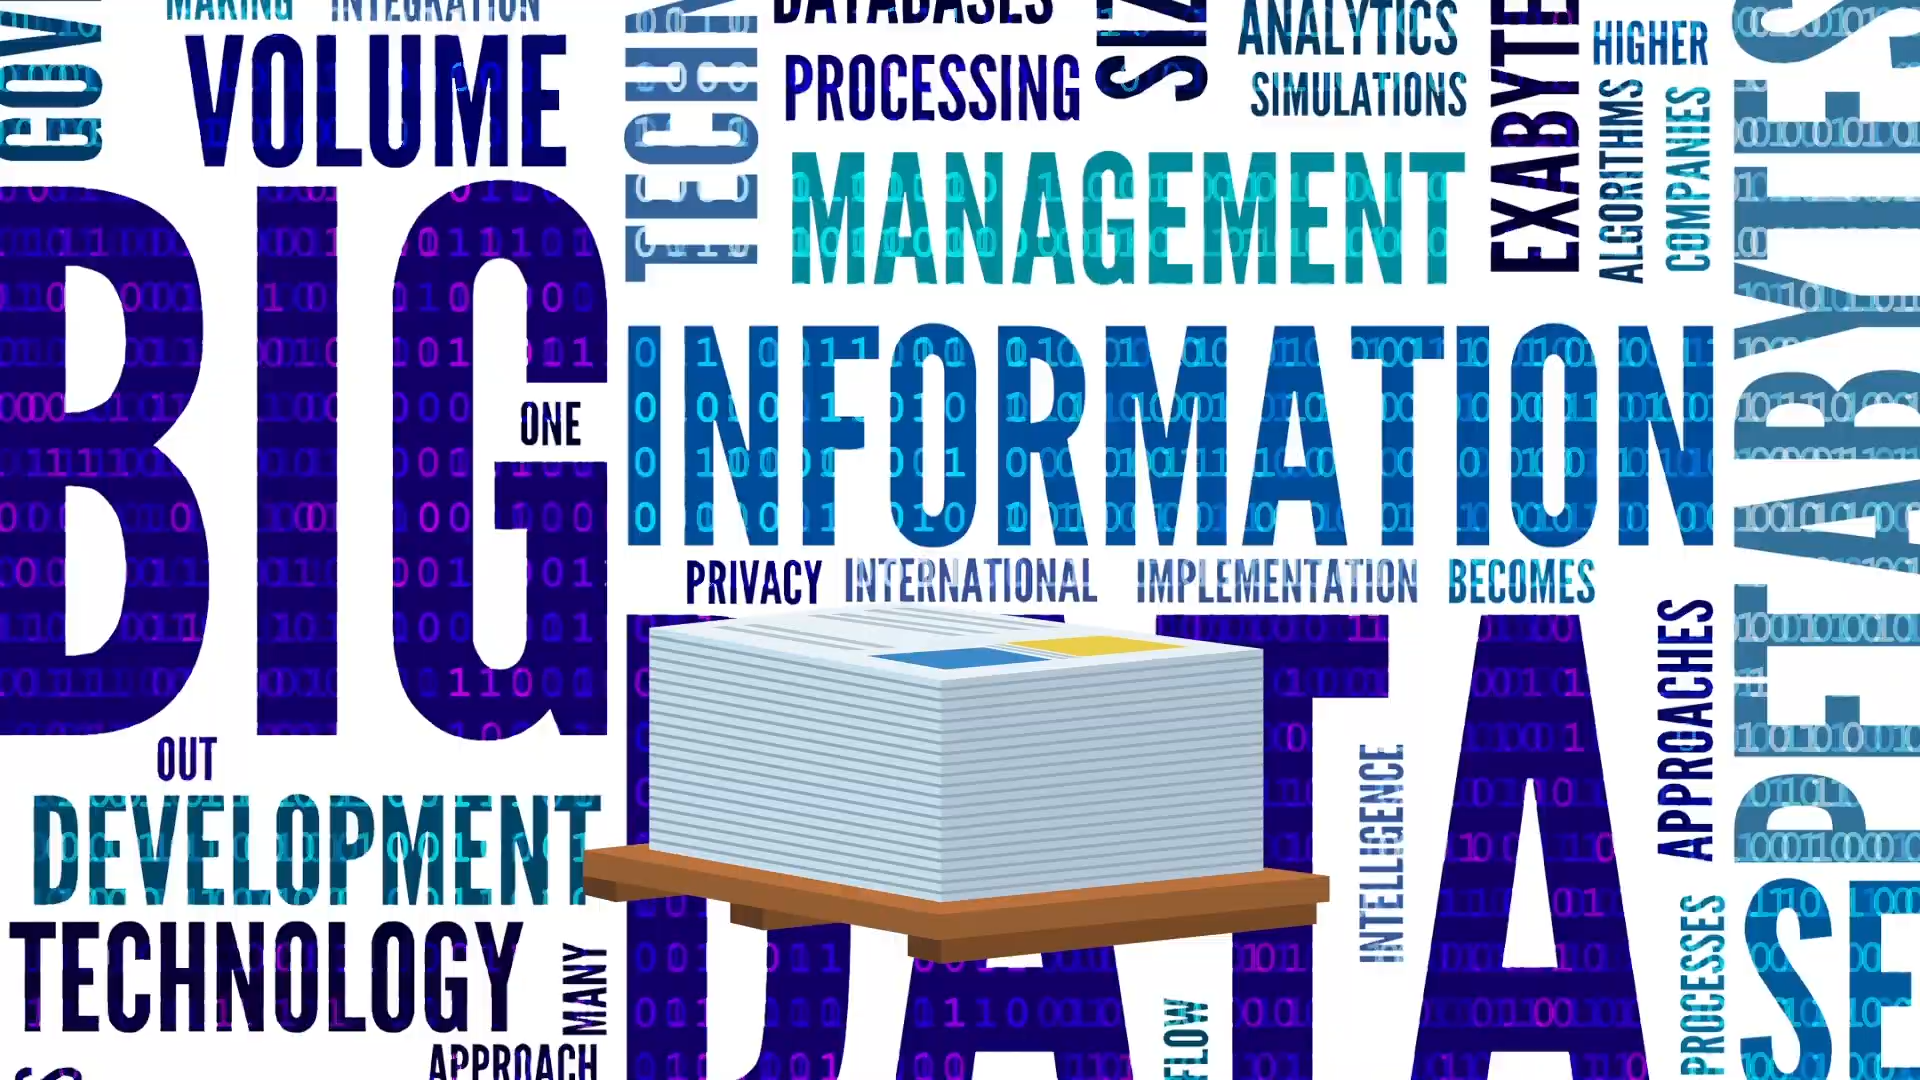 MAKING INTEGRATION
VOLUME
DATABASES
PROCESSING
ANALYTICS
SIMULATIONS
EXABYTE
HIGHER
ALGORITHMS
COMPANIES
MANAGEMENT
BIG
ONE
INFORMATION
PETABYTES
PRIVACY INTERNATIONAL IMPLEMENTATION BECOMES
DATA
APPROACHES
INTELLIGENCE
OUT
DEVELOPMENT
TECHNOLOGY
MANY
APPROACH
FLOW
PROCESSES